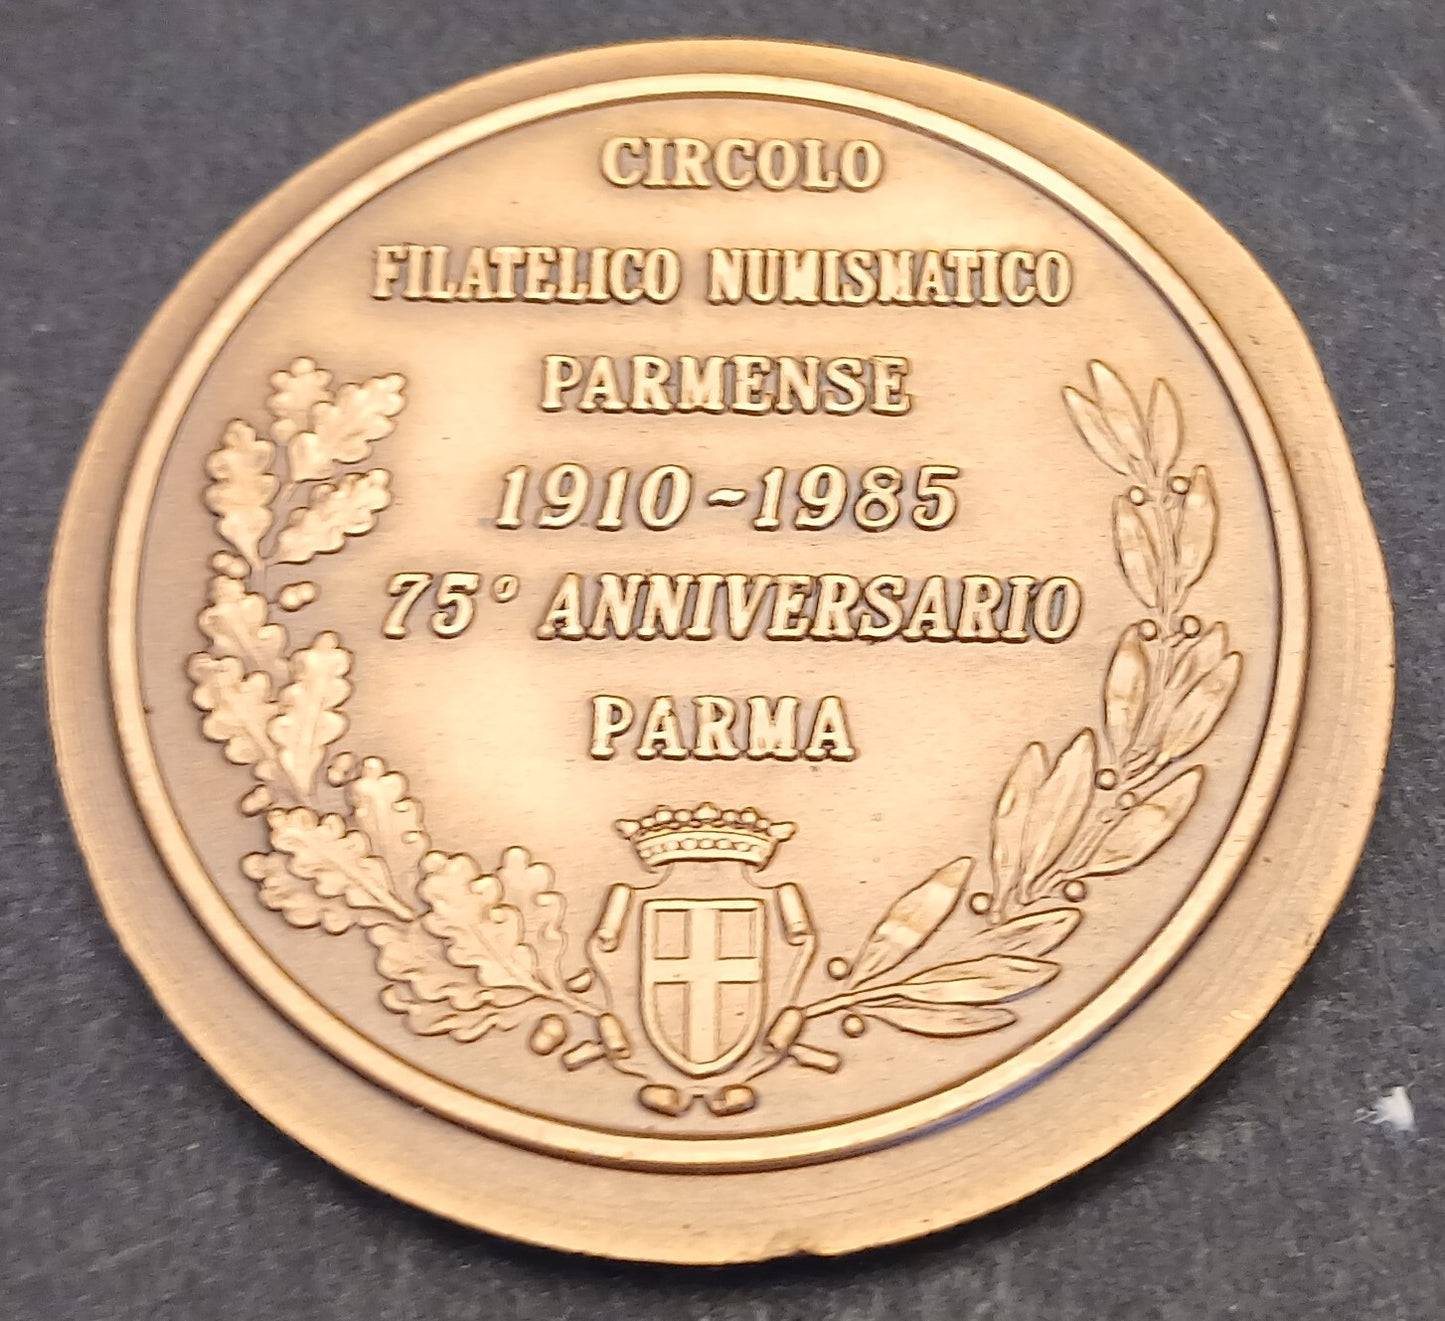 CIRCOLO
FILATELICO NUMISMATICO
PARMENSE
1910~1985
75° ANNIVERSARIO
PARMA